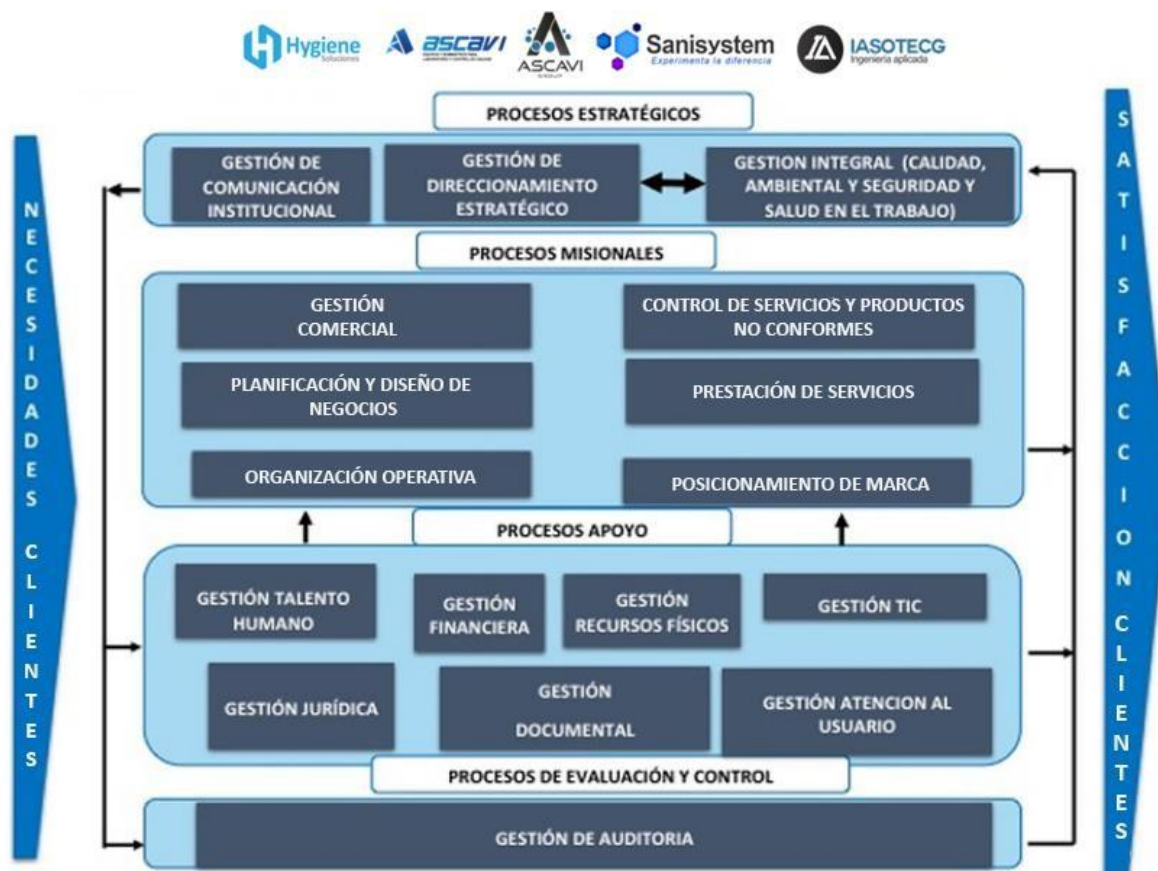 Hygiene
Soluciones
ascavi
ASCAVI
GROUP
Sanisystem
Experimenta la diferencia
IASOTECG
Ingeniería aplicada
PROCESOS ESTRATÉGICOS
GESTIÓN DE
COMUNICACIÓN
INSTITUCIONAL
GESTIÓN DE
DIRECCIONAMIENTO
ESTRATÉGICO
GESTION INTEGRAL (CALIDAD,
AMBIENTAL Y SEGURIDAD Y
SALUD EN EL TRABAJO)
NECESIDADES CLIENTES
SATISFACCION CLIENTES
PROCESOS MISIONALES
GESTIÓN
COMERCIAL
CONTROL DE SERVICIOS Y PRODUCTOS
NO CONFORMES
PLANIFICACIÓN Y DISEÑO DE
NEGOCIOS
PRESTACIÓN DE SERVICIOS
ORGANIZACIÓN OPERATIVA
POSICIONAMIENTO DE MARCA
PROCESOS APOYO
GESTIÓN TALENTO
HUMANO
GESTIÓN
FINANCIERA
GESTIÓN
RECURSOS FÍSICOS
GESTIÓN TIC
GESTIÓN JURÍDICA
GESTIÓN
DOCUMENTAL
GESTIÓN ATENCION AL
USUARIO
PROCESOS DE EVALUACIÓN Y CONTROL
GESTIÓN DE AUDITORIA